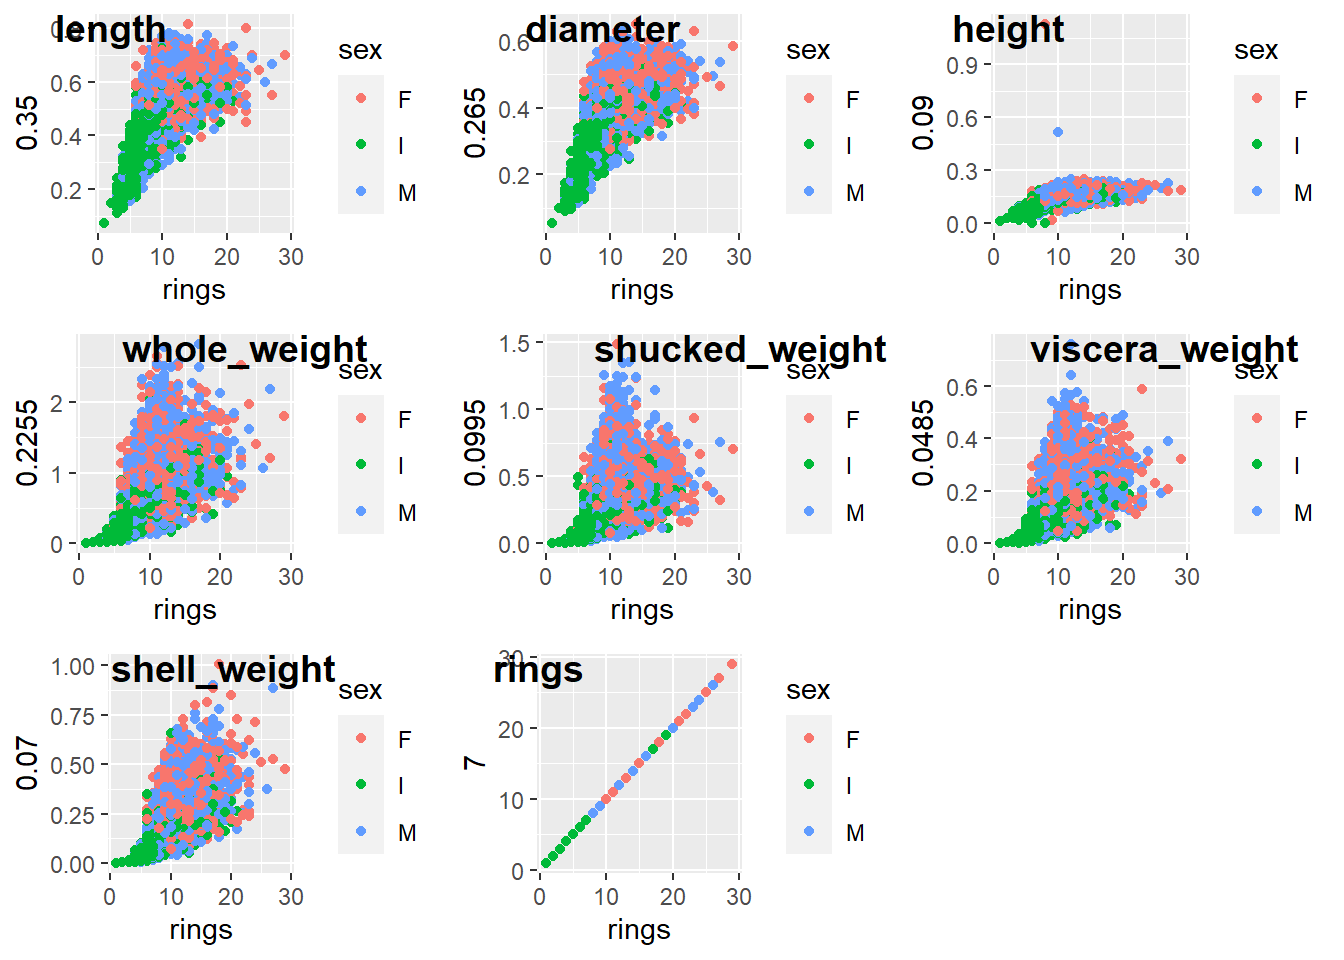 length
diameter
height
0.8
0.6
0.4
0.2
0.35
0 10 20 30
rings
sex
F
I
M
0.6
0.4
0.2
0.265
0 10 20 30
rings
sex
F
I
M
0.9
0.6
0.3
0.0
0.09
0 10 20 30
rings
sex
F
I
M
whole_weight
shucked_weight
viscera_weight
2
1
0
0.2255
0 10 20 30
rings
sex
F
I
M
1.5
1.0
0.5
0.0
0.0995
0 10 20 30
rings
sex
F
I
M
0.6
0.4
0.2
0.0
0.0485
0 10 20 30
rings
sex
F
I
M
shell_weight
rings
1.00
0.75
0.50
0.25
0.00
0.07
0 10 20 30
rings
sex
F
I
M
30
20
10
0
7
0 10 20 30
rings
sex
F
I
M